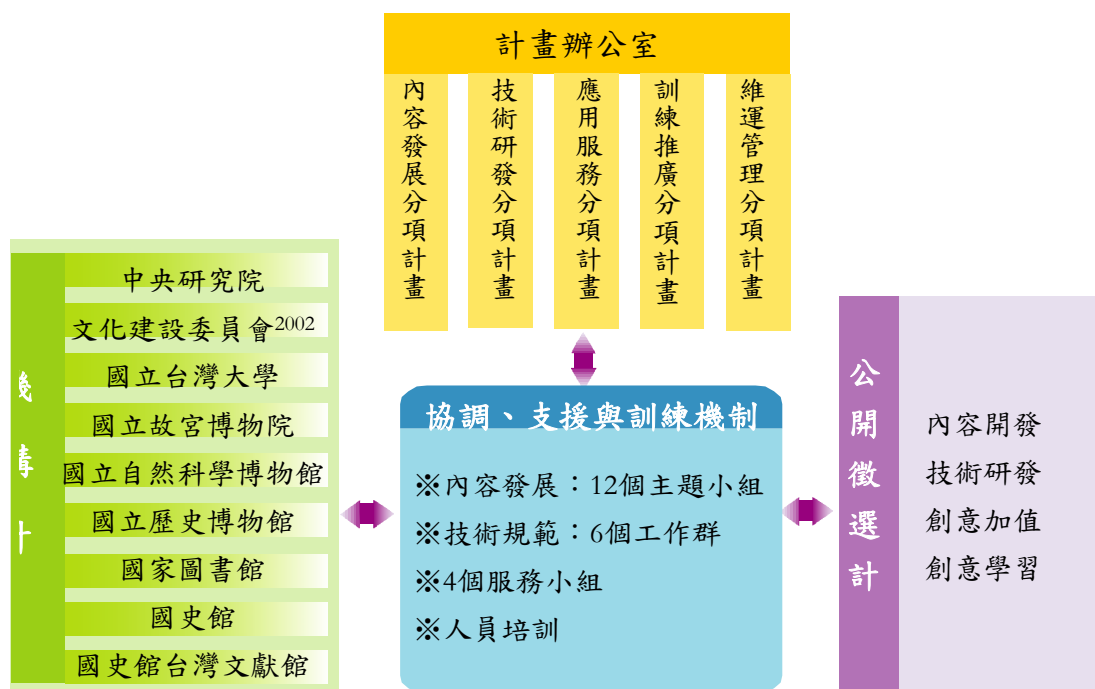 計畫辦公室
內容發展分項計畫
技術研發分項計畫
應用服務分項計畫
訓練推廣分項計畫
維運管理分項計畫
機構計
中央研究院
文化建設委員會2002
國立台灣大學
國立故宮博物院
國立自然科學博物館
國立歷史博物館
國家圖書館
國史館
國史館台灣文獻館
協調、支援與訓練機制
※內容發展：12個主題小組
※技術規範：6個工作群
※4個服務小組
※人員培訓
公開徵選計
內容開發
技術研發
創意加值
創意學習